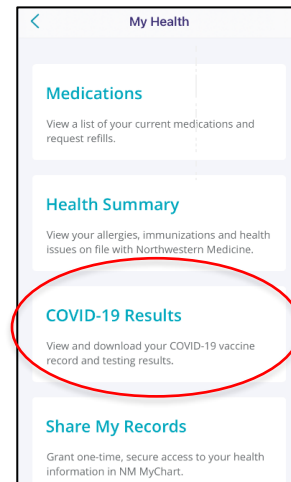 My Health
Medications
View a list of your current medications and
request refills.
Health Summary
View your allergies, immunizations and health
issues on file with Northwestern Medicine.
COVID-19 Results
View and download your COVID-19 vaccine
record and testing results.
Share My Records
Grant one-time, secure access to your health
information in NM MyChart.